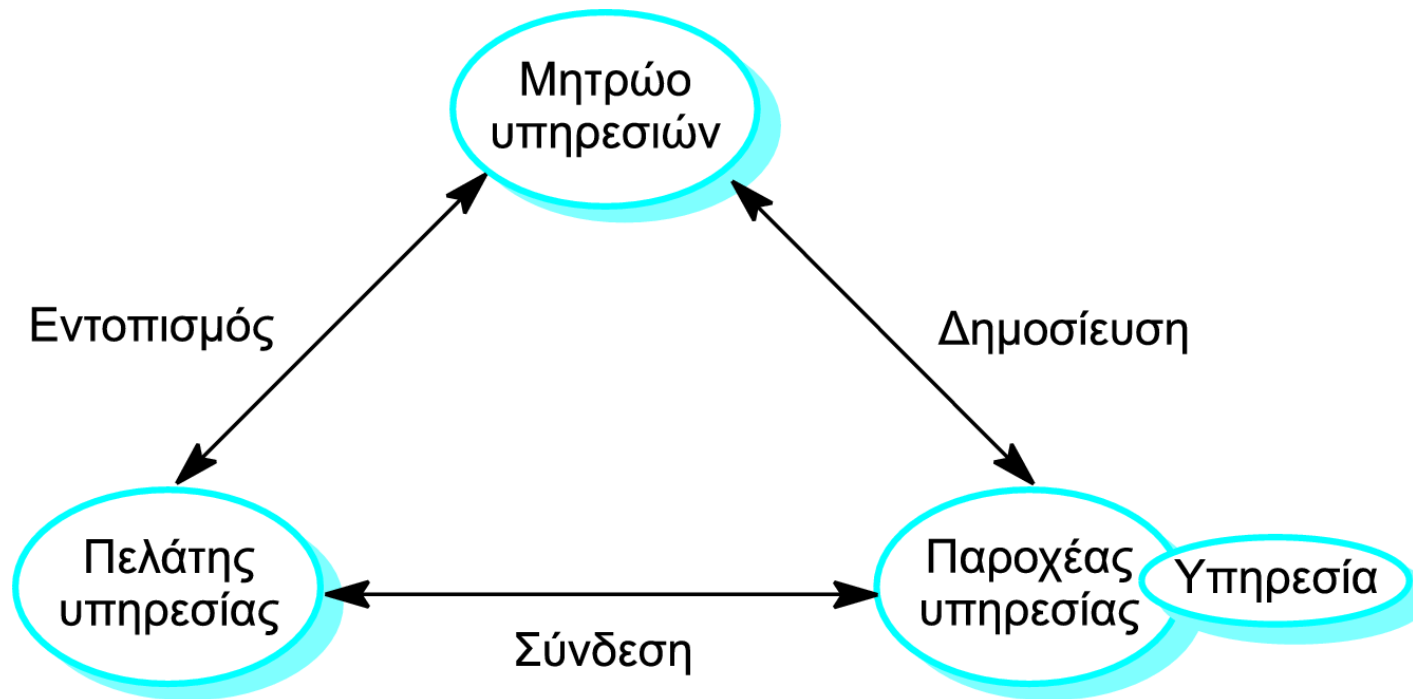 Μητρώο
υπηρεσιών
Εντοπισμός
Δημοσίευση
Πελάτης
υπηρεσίας
Παροχέας
υπηρεσίας
Υπηρεσία
Σύνδεση